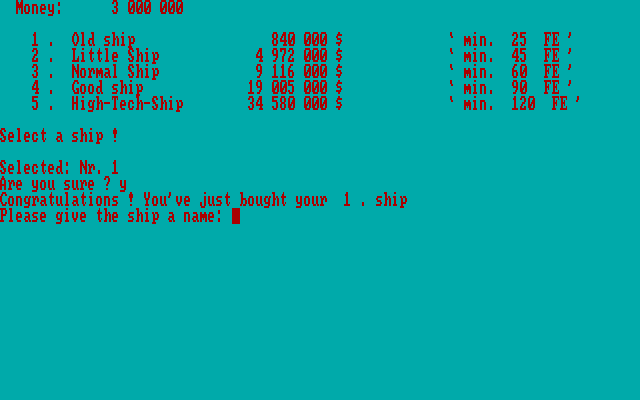 Money:      3 000 000
1 .  Old ship                 840 000 $             ` min.  25  FE '
2 .  Little Ship            4 972 000 $             ` min.  45  FE '
3 .  Normal Ship            9 116 000 $             ` min.  60  FE '
4 .  Good ship             19 005 000 $             ` min.  90  FE '
5 .  High-Tech-Ship        34 580 000 $             ` min.  120  FE '
Select a ship !
Selected: Nr. 1
Are you sure ? y
Congratulations ! You've just bought your  1 . ship
Please give the ship a name: